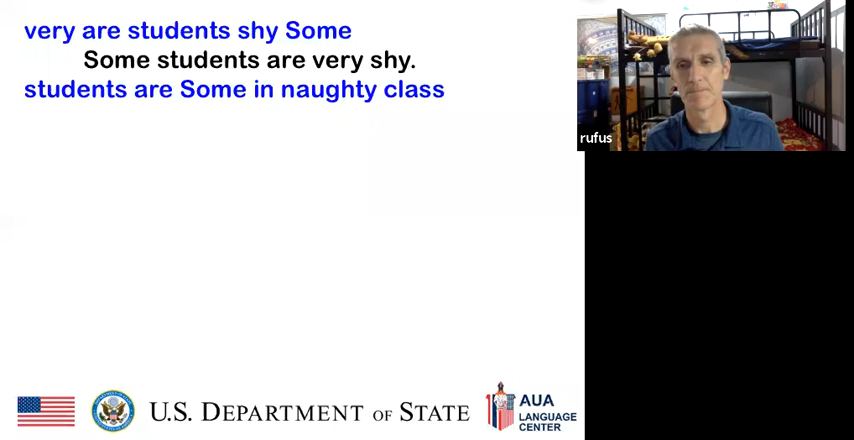 very are students shy Some
Some students are very shy.
students are Some in naughty class
rufus
U.S. DEPARTMENT OF STATE
AUA
LANGUAGE
CENTER